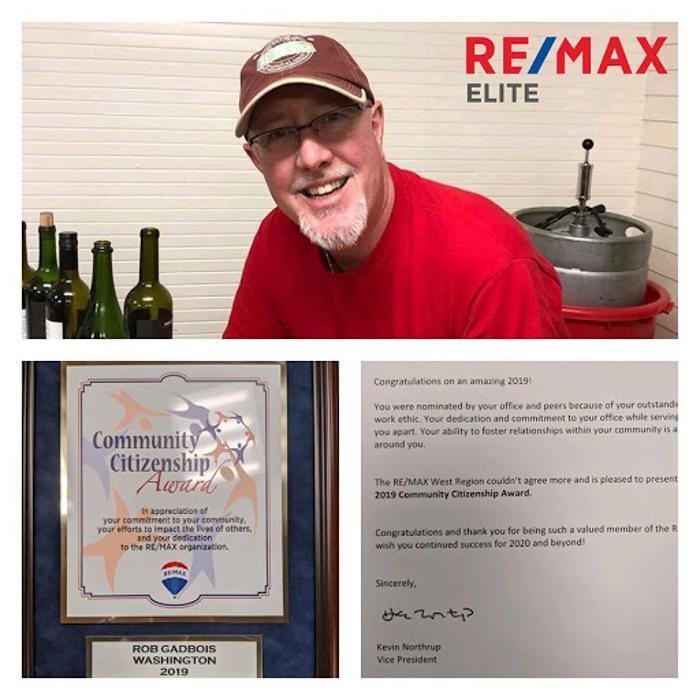 RE/MAX
ELITE
Community
Citizenship
Award
In appreciation of
your commitment to your community,
your efforts to impact the lives of others,
and your dedication
to the RE/MAX organization.
RE/MAX
ROB GADBOIS
WASHINGTON
2019
Congratulations on an amazing 2019!
You were nominated by your office and peers because of your outstandi
work ethic. Your dedication and commitment to your office while serving
you apart. Your ability to foster relationships within your community is a
around you.
The RE/MAX West Region couldn't agree more and is pleased to present
2019 Community Citizenship Award.
Congratulations and thank you for being such a valued member of the R
wish you continued success for 2020 and beyond!
Sincerely,
Kevin Northrup
Vice President